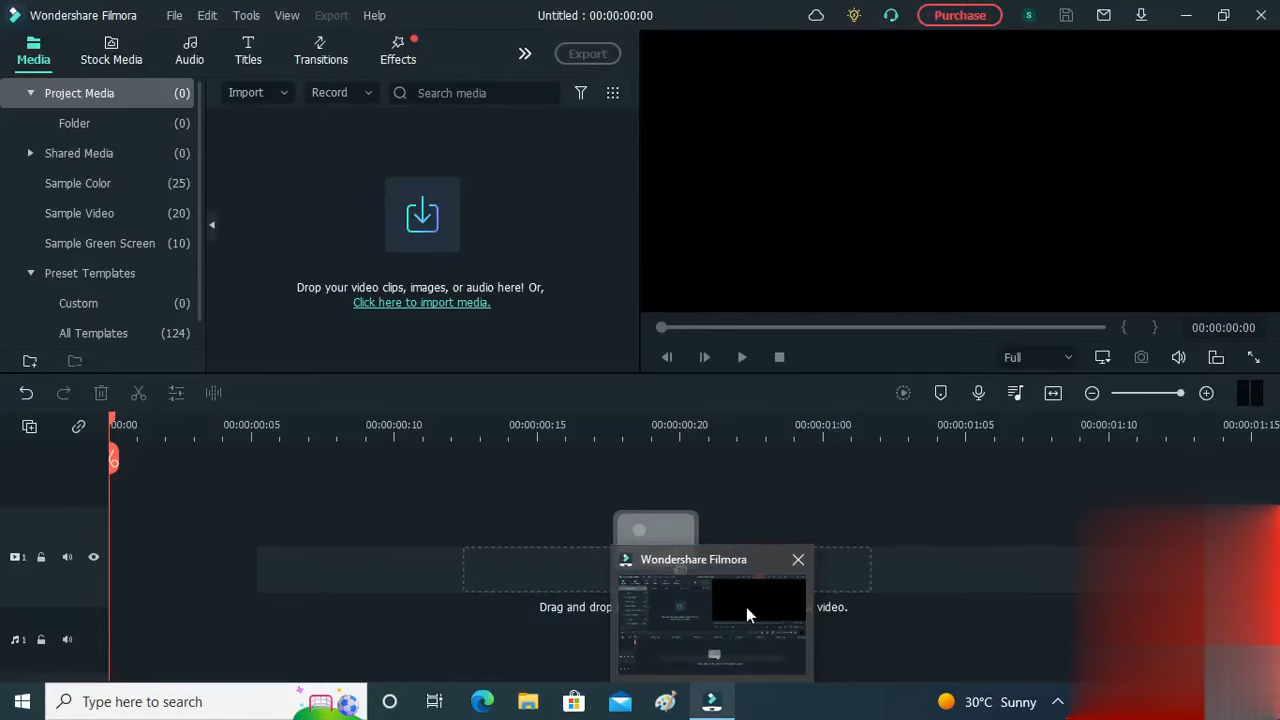 Wondershare Filmora File Edit Tools View Export Help Untitled : 00:00:00:00 Purchase S
Media Stock Media Audio Titles Transitions Effects Export
Project Media (0) Import Record Search media
Folder (0)
Shared Media (0)
Sample Color (25)
Sample Video (20)
Sample Green Screen (10)
Preset Templates
Custom (0)
All Templates (124)
Drop your video clips, images, or audio here! Or,
Click here to import media.
00:00:00:00
Full
00:00 00:00:00:05 00:00:00:10 00:00:00:15 00:00:00:20 00:00:01:00 00:00:01:05 00:00:01:10 00:00:01:15
1
Wondershare Filmora
Drag and drop video.
1
Type here to search 30°C Sunny